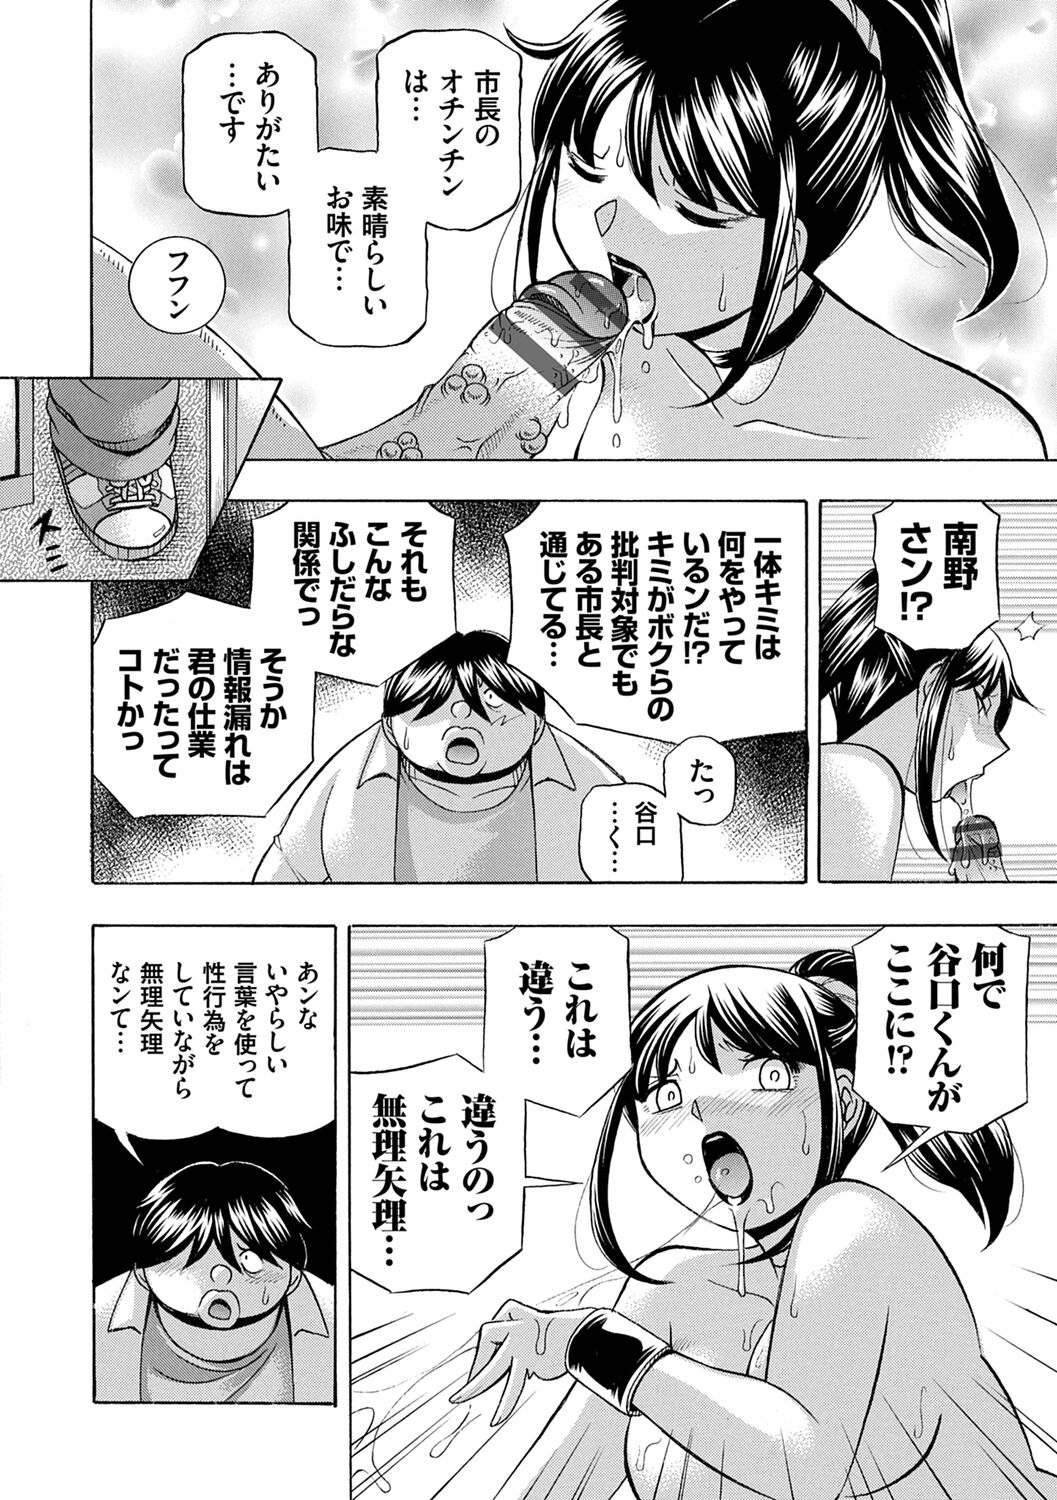 市長の
オチンチン
は…
素晴らしい
お味で…
ありがたい
…です
フフン
スッ
南野
さン!?
一体キミは
何をやって
いるンだ!?
キミがボクらの
批判対象でも
ある市長と
通じてる…
それも
こんな
ふしだらな
関係でっ
そうか
情報漏れは
君の仕業
だったって
コトかっ
たっ
谷口
…く…
何で
谷口くんが
ここに!?
これは
違う…
違うのっ
これは
無理矢理…
あンな
いやらしい
言葉を使って
性行為を
していながら
無理矢理
なンて…